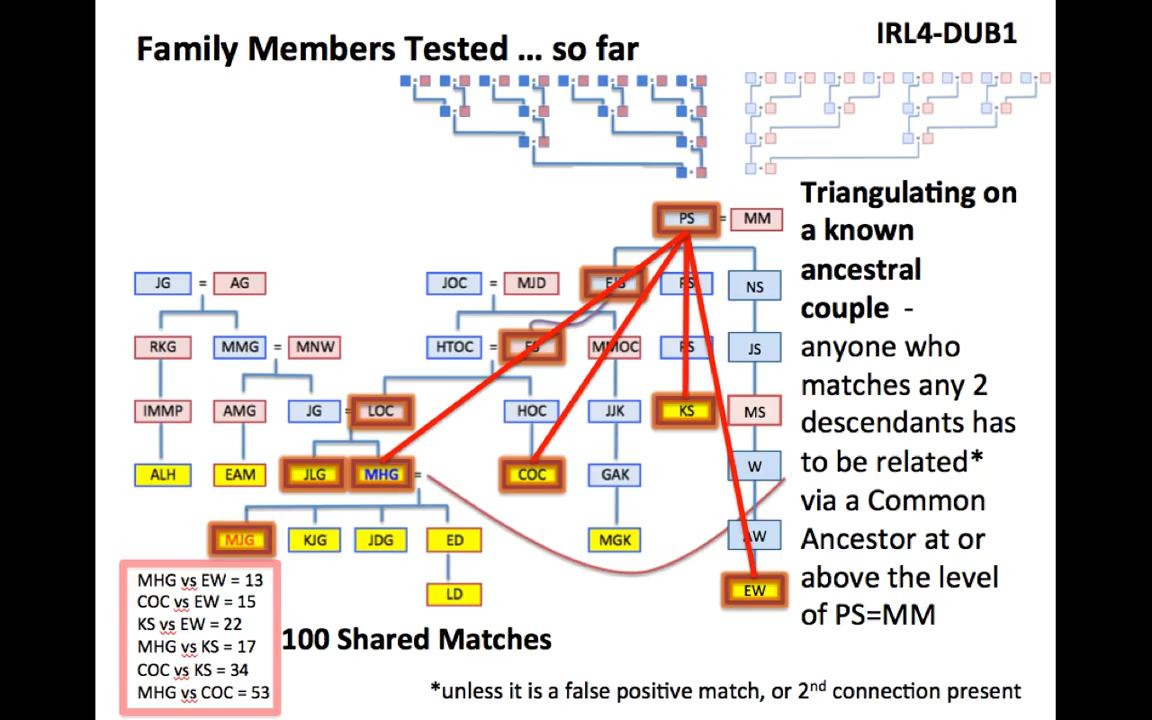 Family Members Tested ... so far
IRL4-DUB1
PS = MM
JG = AG
JOC = MJD
NS
RKG
MMG = MNW
HTOC =
MMOC
JS
IMMP
AMG
JG
LOC
HOC
JJK
KS
MS
ALH
EAM
JLG
MHG =
COC
GAK
W
MJG
KJG
JDG
ED
MGK
AW
LD
EW
Triangulating on
a known
ancestral
couple -
anyone who
matches any 2
descendants has
to be related*
via a Common
Ancestor at or
above the level
of PS=MM
MHG vs EW = 13
COC vs EW = 15
KS vs EW = 22
MHG vs KS = 17
COC vs KS = 34
MHG vs COC = 53
100 Shared Matches
*unless it is a false positive match, or 2nd connection present